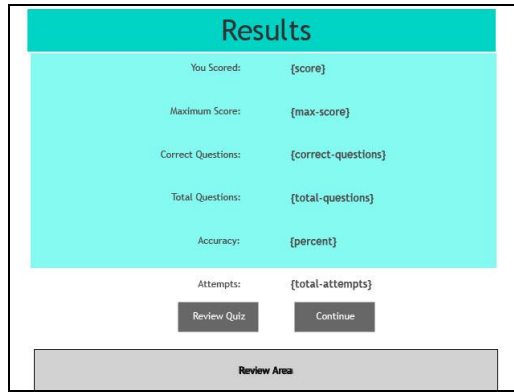 Results
You Scored: {score}
Maximum Score: {max-score}
Correct Questions: {correct-questions}
Total Questions: {total-questions}
Accuracy: {percent}
Attempts: {total-attempts}
Review Quiz Continue
Review Area